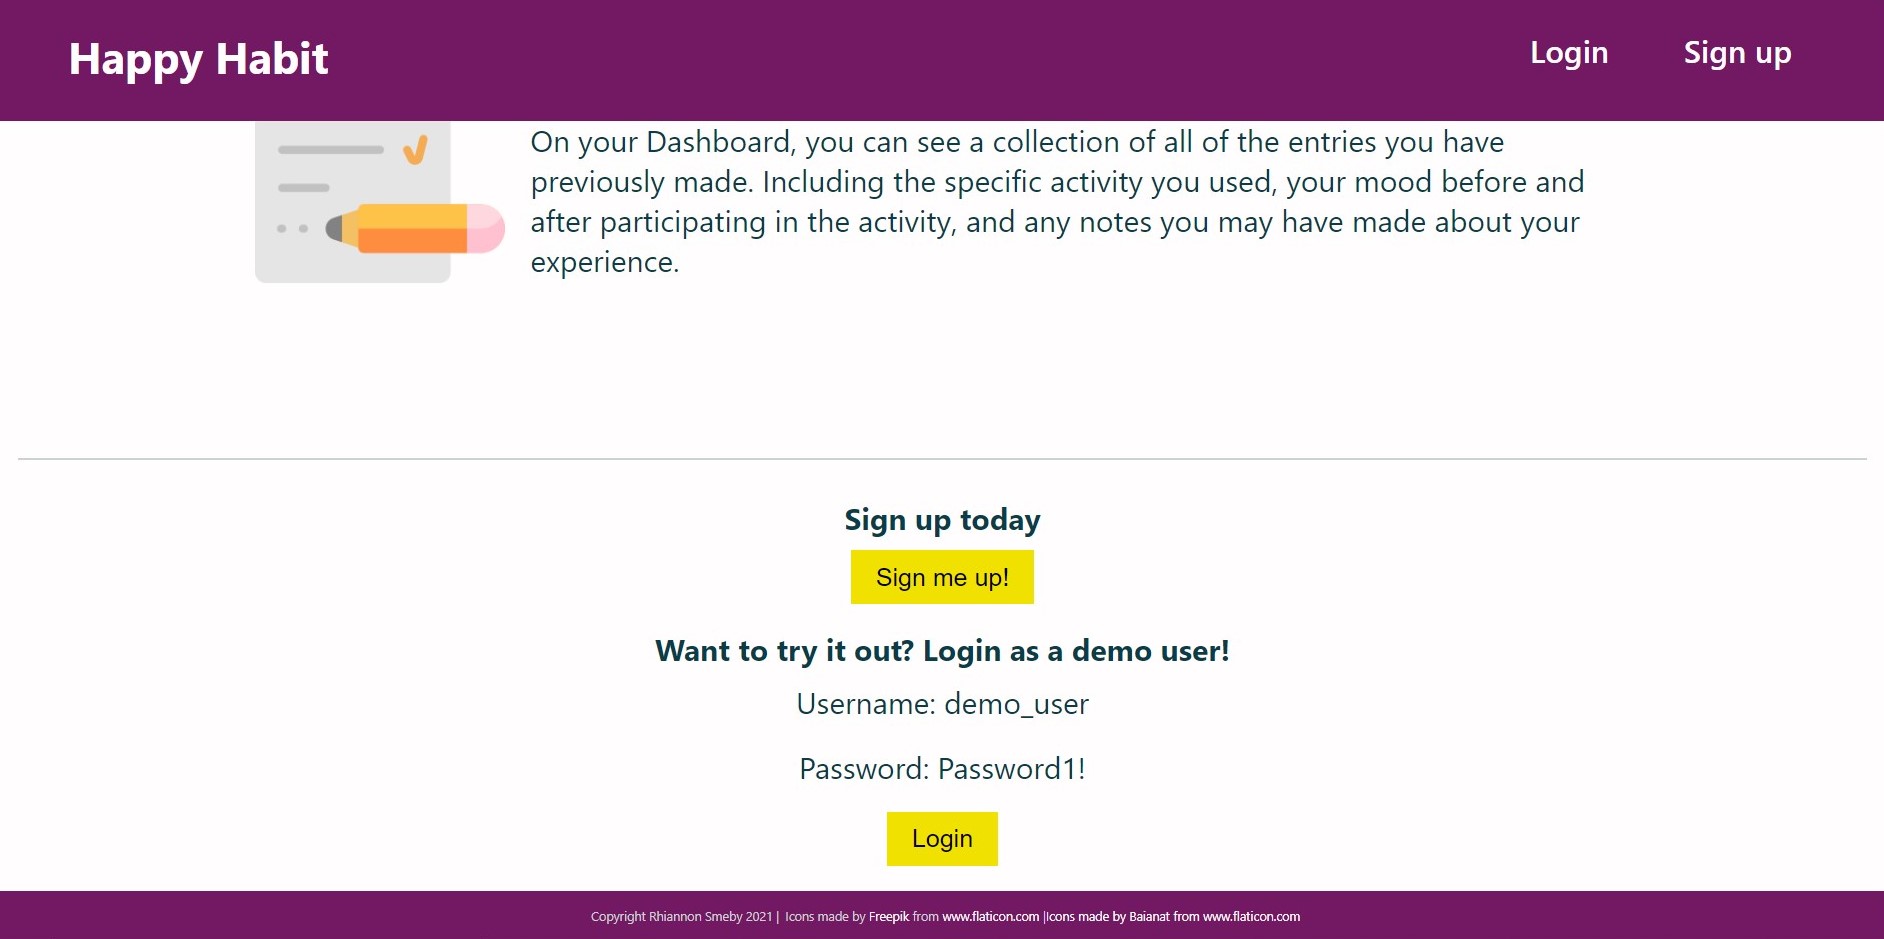 Happy Habit
Login
Sign up
On your Dashboard, you can see a collection of all of the entries you have
previously made. Including the specific activity you used, your mood before and
after participating in the activity, and any notes you may have made about your
experience.
Sign up today
Sign me up!
Want to try it out? Login as a demo user!
Username: demo_user
Password: Password1!
Login
Copyright Rhiannon Smeby 2021 | Icons made by Freepik from www.flaticon.com |Icons made by Baianat from www.flaticon.com